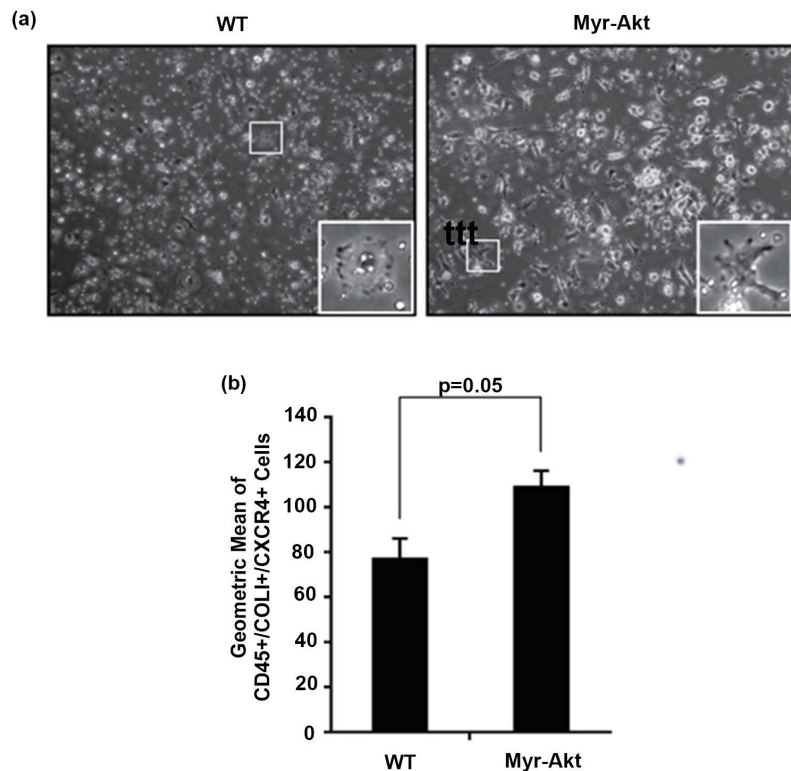 (a)
WT
Myr-Akt
ttt
(b)
p=0.05
140
120
100
80
60
40
20
0
Geometric Mean of
CD45+/COLI+/CXCR4+ Cells
WT
Myr-Akt